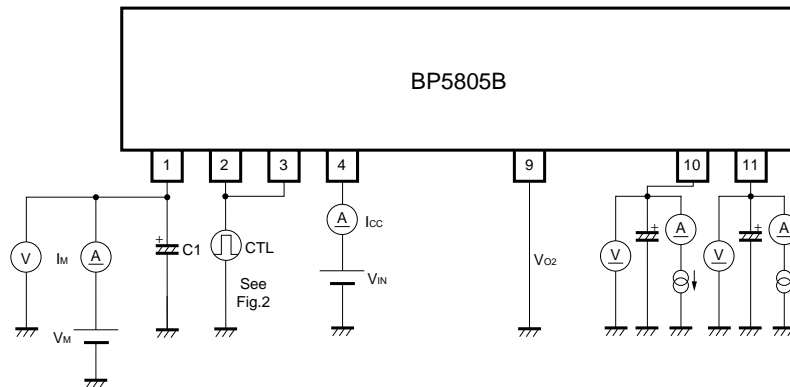 BP5805B
1 2 3 4 9 10 11
V IM A + C1 CTL A ICC VO2 V + A V + A
See
Fig.2
VIN
VM